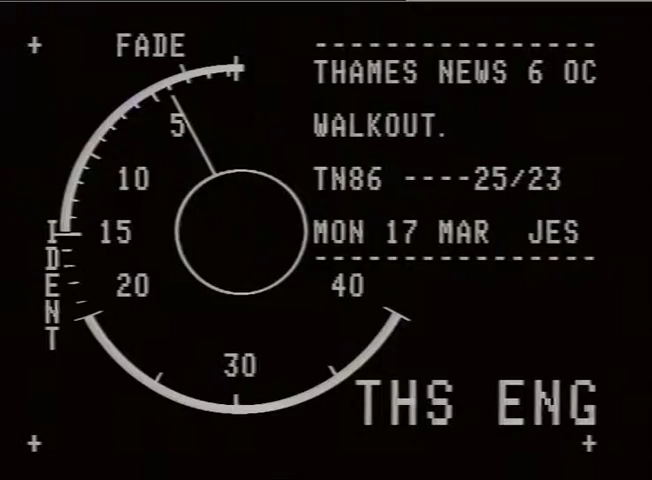 FADE
----------------
THAMES NEWS 6 OC
WALKOUT.
TN86 ----25/23
MON 17 MAR JES
----------------
5
10
15
20
30
40
IDENT
THS ENG